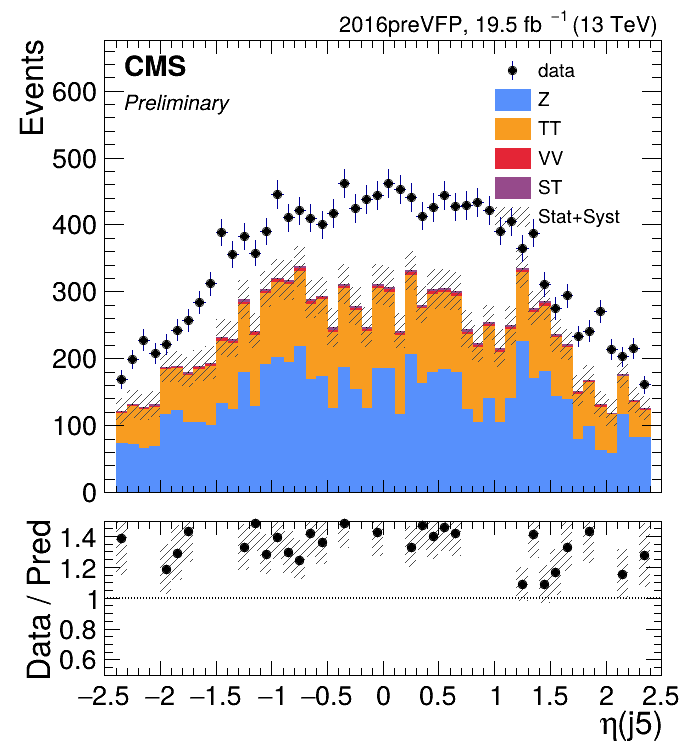 2016preVFP, 19.5 fb⁻¹ (13 TeV)
CMS
Preliminary
data
Z
TT
VV
ST
Stat+Syst
Events
600
500
400
300
200
100
0
Data / Pred
1.4
1.2
1
0.8
0.6
−2.5 −2 −1.5 −1 −0.5 0 0.5 1 1.5 2 2.5
η(j5)